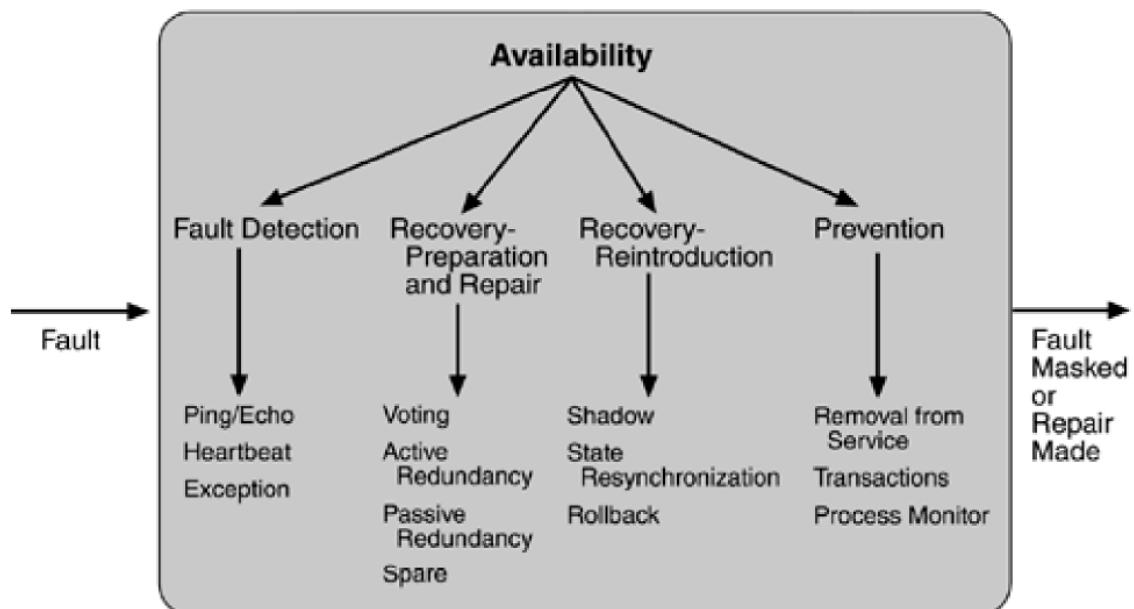 Availability
Fault Detection
Recovery-
Preparation
and Repair
Recovery-
Reintroduction
Prevention
Fault
Fault
Masked
or
Repair
Made
Ping/Echo
Heartbeat
Exception
Voting
Active
Redundancy
Passive
Redundancy
Spare
Shadow
State
Resynchronization
Rollback
Removal from
Service
Transactions
Process Monitor